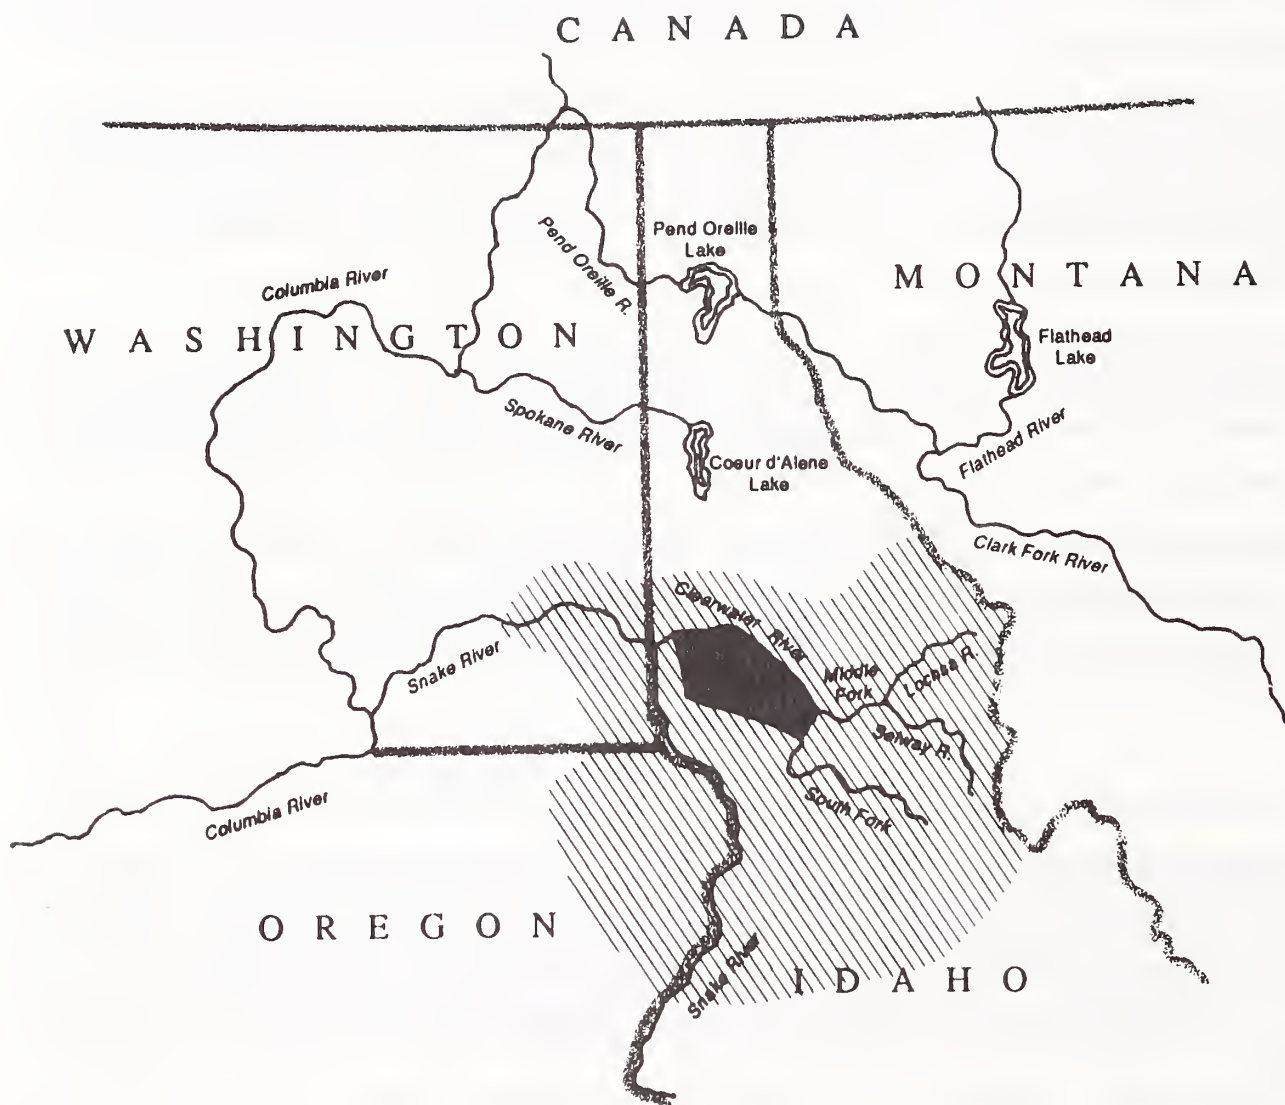 CANADA
Pend Oreille
Lake
Pend Oreille R.
MONTANA
Columbia River
WASHINGTON
Flathead
Lake
Spokane River
Flathead River
Coeur d'Alene
Lake
Clark Fork River
Clearwater River
Snake River
Middle
Fork
Lochsa R.
Selway R.
South Fork
Columbia River
OREGON
Snake River
IDAHO